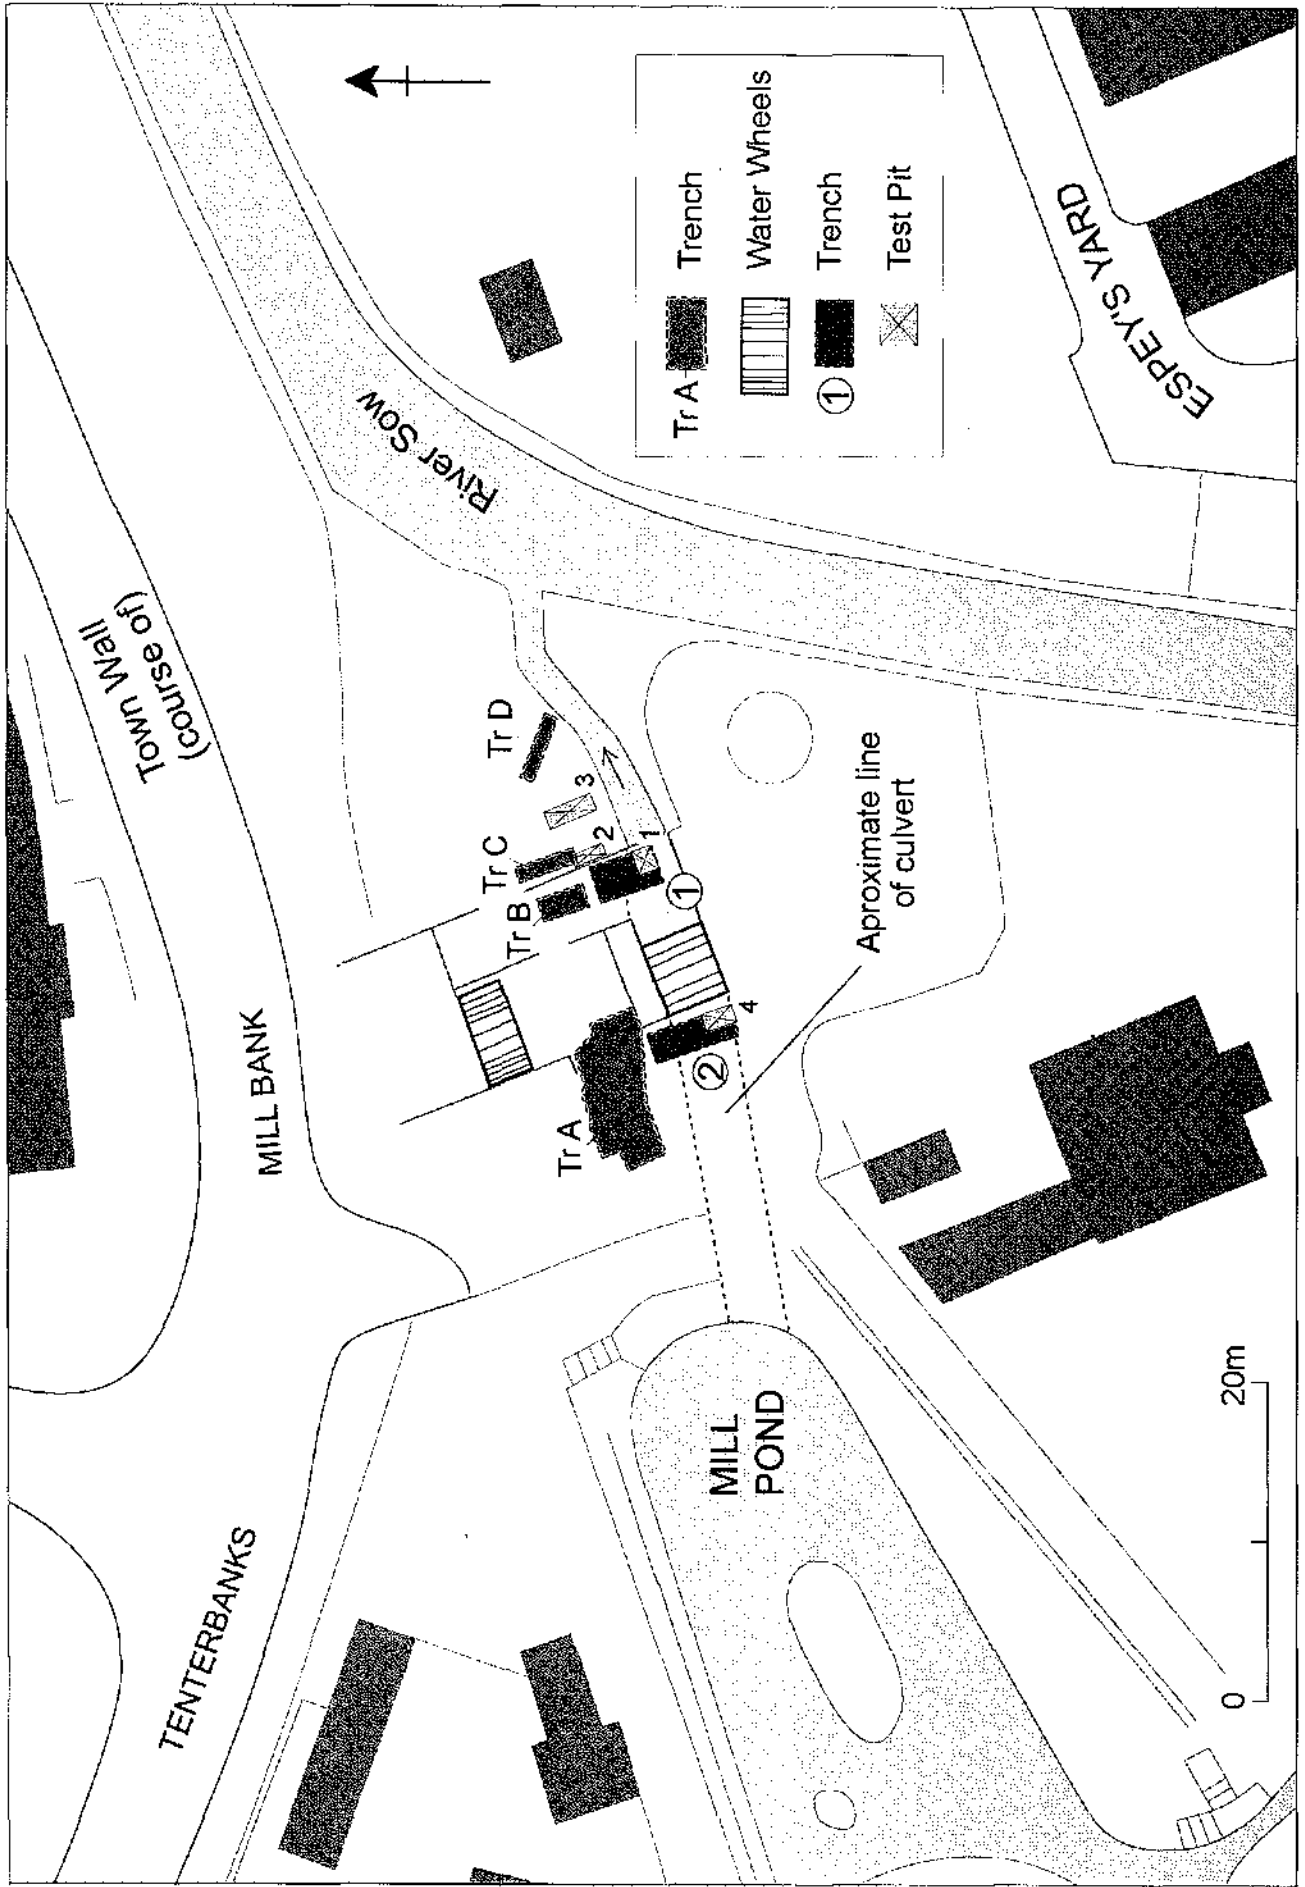 Town Wall
(course of)
MILL BANK
TENTERBANKS
River Sow
Tr A
Tr B
Tr C
Tr D
1
2
3
4
①
②
MILL
POND
Aproximate line
of culvert
Tr A Trench
Water Wheels
① Trench
Test Pit
ESPEY'S YARD
0 20m